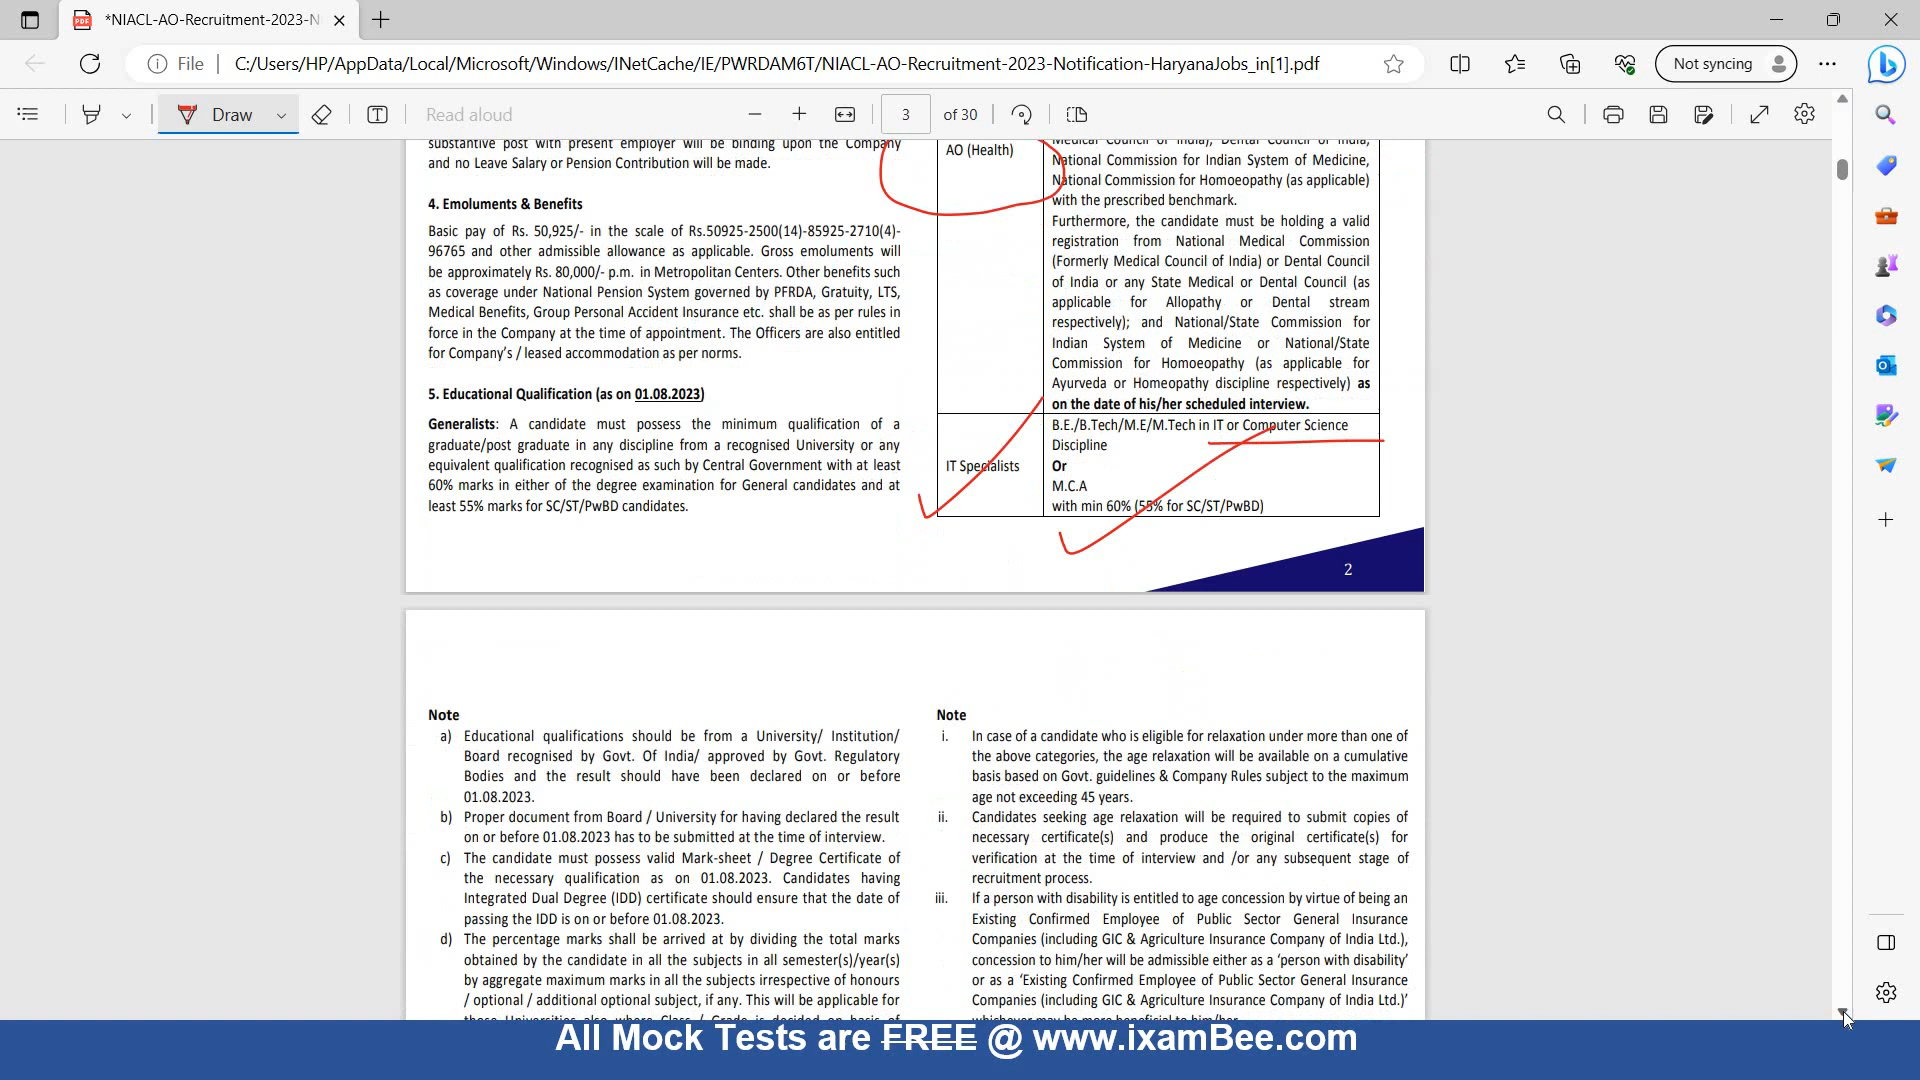 *NIACL-AO-Recruitment-2023-N
File
C:/Users/HP/AppData/Local/Microsoft/Windows/INetCache/IE/PWRDAM6T/NIACL-AO-Recruitment-2023-Notification-HaryanaJobs_in[1].pdf
Not syncing
Draw
Read aloud
3 of 30
substantive post with present employer will be binding upon the Company
and no Leave Salary or Pension Contribution will be made.
4. Emoluments & Benefits
Basic pay of Rs. 50,925/- in the scale of Rs.50925-2500(14)-85925-2710(4)-
96765 and other admissible allowance as applicable. Gross emoluments will
be approximately Rs. 80,000/- p.m. in Metropolitan Centers. Other benefits such
as coverage under National Pension System governed by PFRDA, Gratuity, LTS,
Medical Benefits, Group Personal Accident Insurance etc. shall be as per rules in
force in the Company at the time of appointment. The Officers are also entitled
for Company's / leased accommodation as per norms.
5. Educational Qualification (as on 01.08.2023)
Generalists: A candidate must possess the minimum qualification of a
graduate/post graduate in any discipline from a recognised University or any
equivalent qualification recognised as such by Central Government with at least
60% marks in either of the degree examination for General candidates and at
least 55% marks for SC/ST/PwBD candidates.
AO (Health)
Medical Council of India), Dental Council of India,
National Commission for Indian System of Medicine,
National Commission for Homoeopathy (as applicable)
with the prescribed benchmark.
Furthermore, the candidate must be holding a valid
registration from National Medical Commission
(Formerly Medical Council of India) or Dental Council
of India or any State Medical or Dental Council (as
applicable for Allopathy or Dental stream
respectively); and National/State Commission for
Indian System of Medicine or National/State
Commission for Homoeopathy (as applicable for
Ayurveda or Homeopathy discipline respectively) as
on the date of his/her scheduled interview.
IT Specialists
B.E./B.Tech/M.E/M.Tech in IT or Computer Science
Discipline
Or
M.C.A
with min 60% (55% for SC/ST/PwBD)
2
Note
a) Educational qualifications should be from a University/ Institution/
Board recognised by Govt. Of India/ approved by Govt. Regulatory
Bodies and the result should have been declared on or before
01.08.2023.
b) Proper document from Board / University for having declared the result
on or before 01.08.2023 has to be submitted at the time of interview.
c) The candidate must possess valid Mark-sheet / Degree Certificate of
the necessary qualification as on 01.08.2023. Candidates having
Integrated Dual Degree (IDD) certificate should ensure that the date of
passing the IDD is on or before 01.08.2023.
d) The percentage marks shall be arrived at by dividing the total marks
obtained by the candidate in all the subjects in all semester(s)/year(s)
by aggregate maximum marks in all the subjects irrespective of honours
/ optional / additional optional subject, if any. This will be applicable for
those Universities also where Class / Grade is decided on basis of
Note
i. In case of a candidate who is eligible for relaxation under more than one of
the above categories, the age relaxation will be available on a cumulative
basis based on Govt. guidelines & Company Rules subject to the maximum
age not exceeding 45 years.
ii. Candidates seeking age relaxation will be required to submit copies of
necessary certificate(s) and produce the original certificate(s) for
verification at the time of interview and /or any subsequent stage of
recruitment process.
iii. If a person with disability is entitled to age concession by virtue of being an
Existing Confirmed Employee of Public Sector General Insurance
Companies (including GIC & Agriculture Insurance Company of India Ltd.),
concession to him/her will be admissible either as a 'person with disability'
or as a 'Existing Confirmed Employee of Public Sector General Insurance
Companies (including GIC & Agriculture Insurance Company of India Ltd.)'
whichever may be more beneficial to him/her.
All Mock Tests are FREE @ www.ixamBee.com